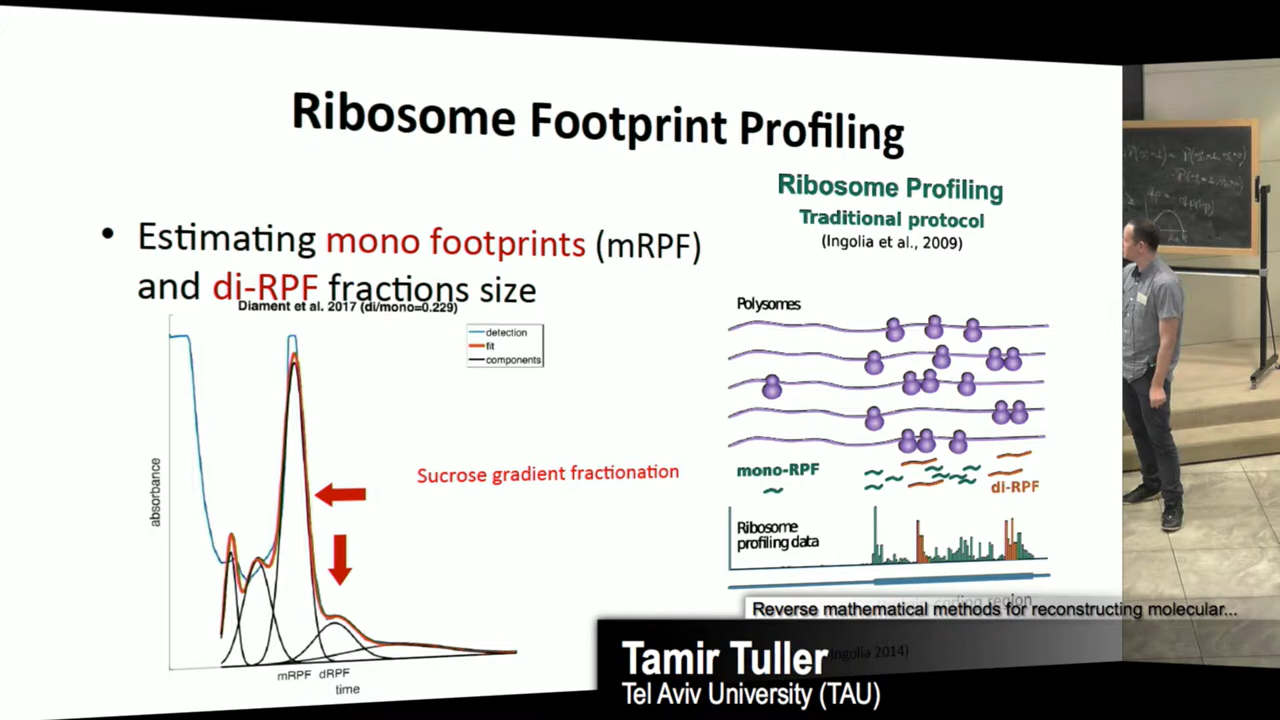 Ribosome Footprint Profiling
• Estimating mono footprints (mRPF)
and di-RPF fractions size
Diament et al. 2017 (di/mono=0.229)
detection
fit
components
absorbance
Sucrose gradient fractionation
mRPF dRPF
time
Ribosome Profiling
Traditional protocol
(Ingolia et al., 2009)
Polysomes
mono-RPF
di-RPF
Ribosome
profiling data
coding region
Ingolia 2014)
Reverse mathematical methods for reconstructing molecular...
Tamir Tuller
Tel Aviv University (TAU)